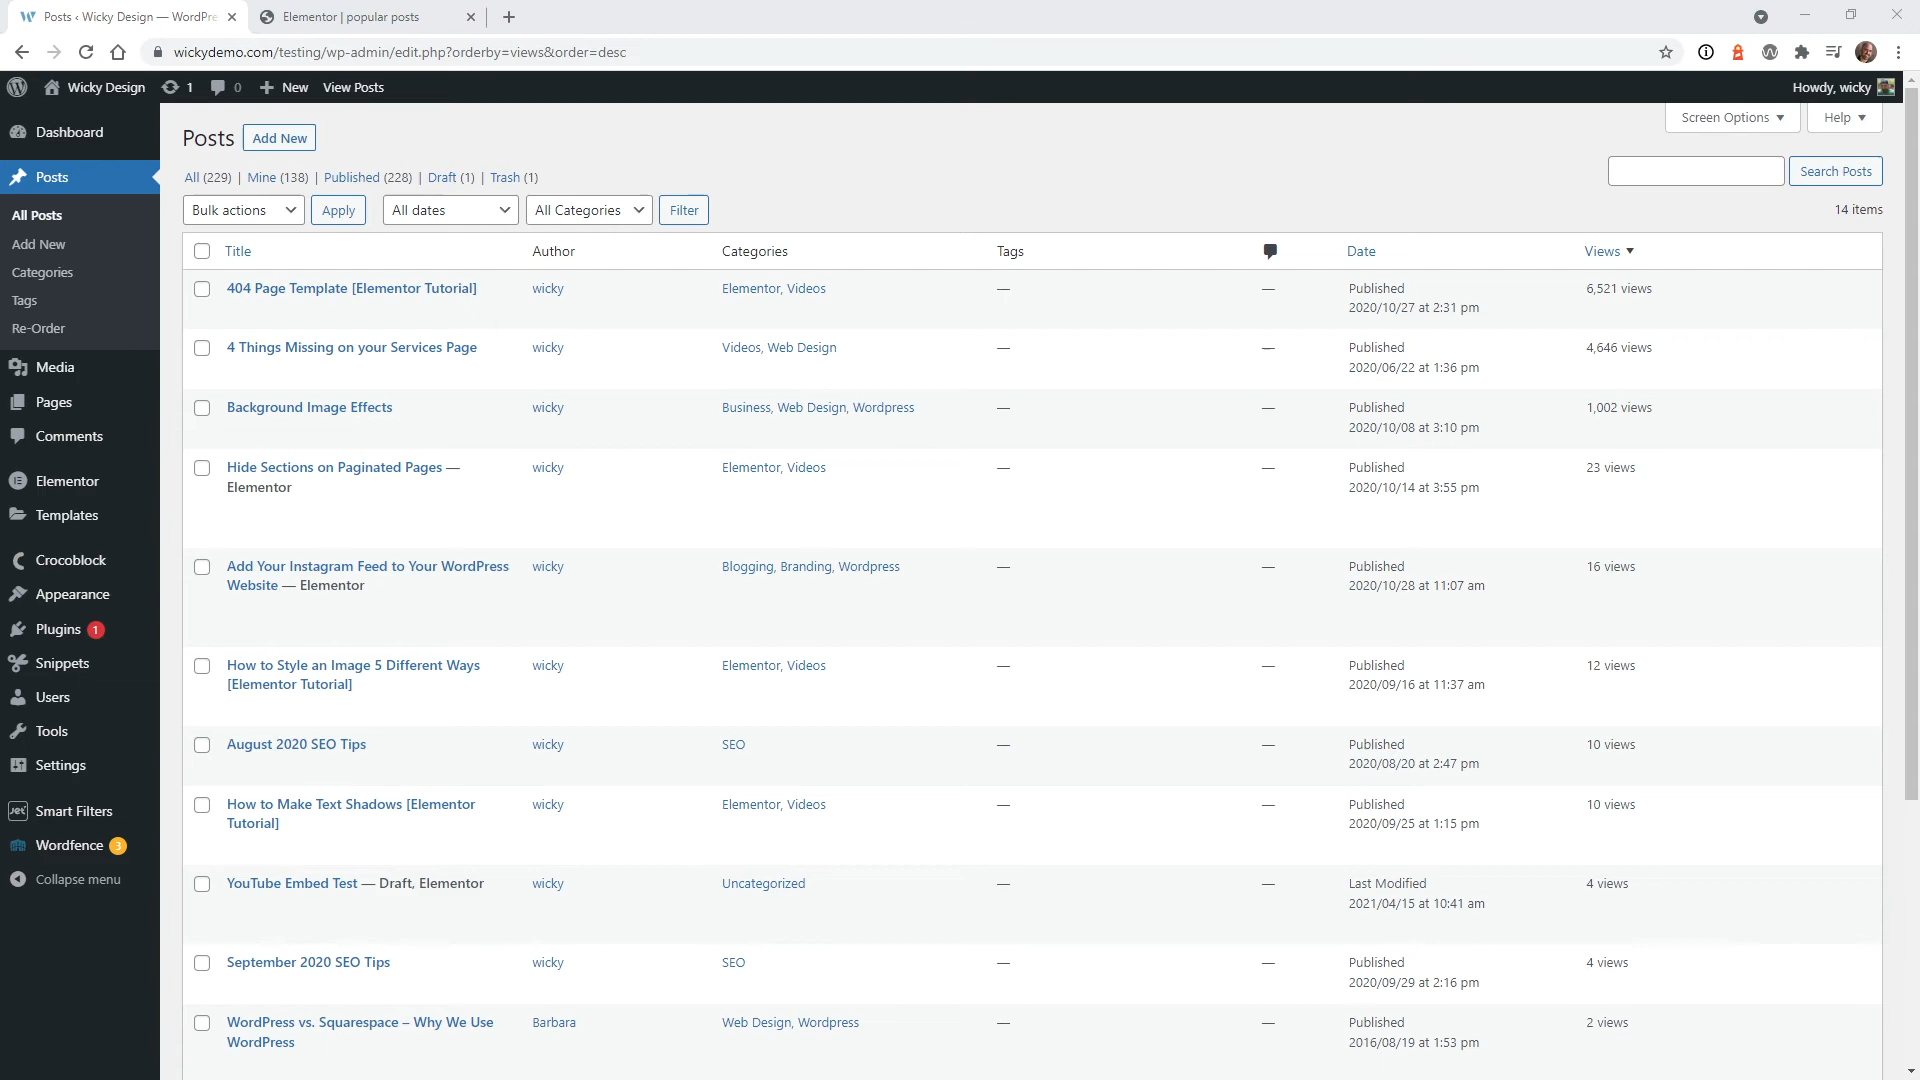 Posts ‹ Wicky Design — WordPre
Elementor | popular posts
wickydemo.com/testing/wp-admin/edit.php?orderby=views&order=desc
Wicky Design
1
0
New
View Posts
Howdy, wicky
Dashboard
Posts
All Posts
Add New
Categories
Tags
Re-Order
Media
Pages
Comments
Elementor
Templates
Crocoblock
Appearance
Plugins 1
Snippets
Users
Tools
Settings
Jet Smart Filters
Wordfence 3
Collapse menu
Posts Add New
Screen Options
Help
All (229) | Mine (138) | Published (228) | Draft (1) | Trash (1)
Search Posts
Bulk actions Apply All dates All Categories Filter
14 items
Title Author Categories Tags Date Views
404 Page Template [Elementor Tutorial] wicky Elementor, Videos — — Published 6,521 views
2020/10/27 at 2:31 pm
4 Things Missing on your Services Page wicky Videos, Web Design — — Published 4,646 views
2020/06/22 at 1:36 pm
Background Image Effects wicky Business, Web Design, Wordpress — — Published 1,002 views
2020/10/08 at 3:10 pm
Hide Sections on Paginated Pages — wicky Elementor, Videos — — Published 23 views
Elementor 2020/10/14 at 3:55 pm
Add Your Instagram Feed to Your WordPress wicky Blogging, Branding, Wordpress — — Published 16 views
Website — Elementor 2020/10/28 at 11:07 am
How to Style an Image 5 Different Ways wicky Elementor, Videos — — Published 12 views
[Elementor Tutorial] 2020/09/16 at 11:37 am
August 2020 SEO Tips wicky SEO — — Published 10 views
2020/08/20 at 2:47 pm
How to Make Text Shadows [Elementor wicky Elementor, Videos — — Published 10 views
Tutorial] 2020/09/25 at 1:15 pm
YouTube Embed Test — Draft, Elementor wicky Uncategorized — — Last Modified 4 views
2021/04/15 at 10:41 am
September 2020 SEO Tips wicky SEO — — Published 4 views
2020/09/29 at 2:16 pm
WordPress vs. Squarespace – Why We Use Barbara Web Design, Wordpress — — Published 2 views
WordPress 2016/08/19 at 1:53 pm